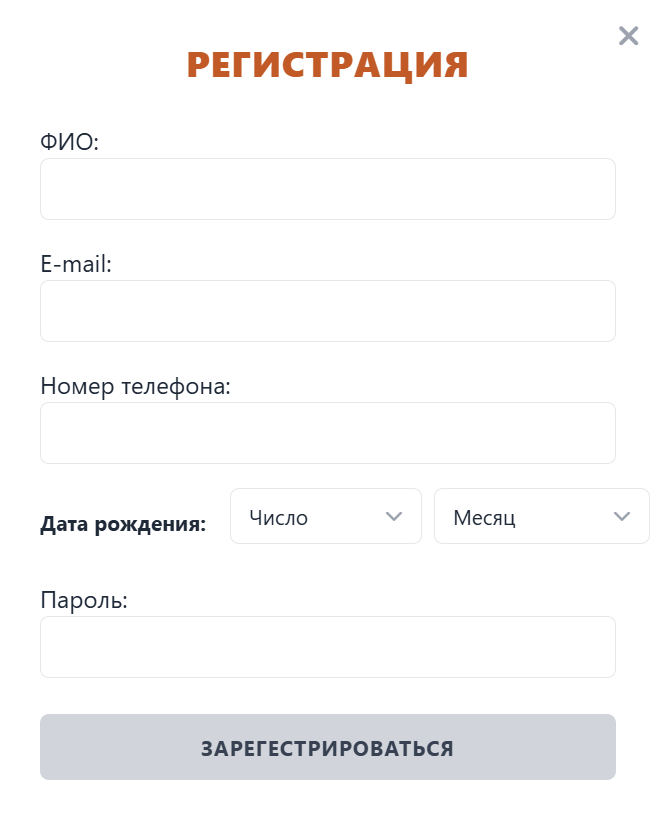 РЕГИСТРАЦИЯ
ФИО:
E-mail:
Номер телефона:
Дата рождения: Число Месяц
Пароль:
ЗАРЕГЕСТРИРОВАТЬСЯ